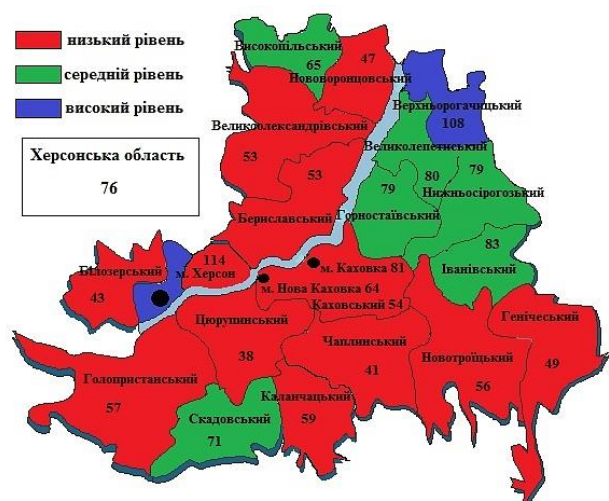 низький рівень
середній рівень
високий рівень
Херсонська область
76
Високопільський
65
47
Нововоронцовський
Верхньорогачицький
108
Великоолександрівський
53
Великолепетиський
53
79
80
79
Нижньосірогозький
Бериславський
Горностаївський
83
Іванівський
Білозерський
43
114
м. Херсон
м. Каховка 81
м. Нова Каховка 64
Каховський 54
Цюрупинський
38
Чаплинський
41
Новотроїцький
56
Генічеський
49
Голопристанський
57
Скадовський
71
Каланчацький
59